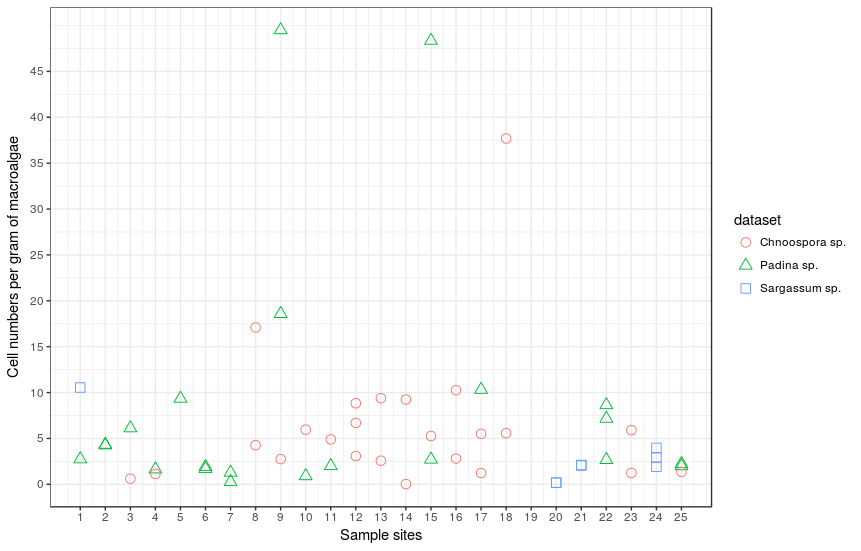 Cell numbers per gram of macroalgae
45
40
35
30
25
20
15
10
5
0
1 2 3 4 5 6 7 8 9 10 11 12 13 14 15 16 17 18 19 20 21 22 23 24 25
Sample sites
dataset
Chnoospora sp.
Padina sp.
Sargassum sp.